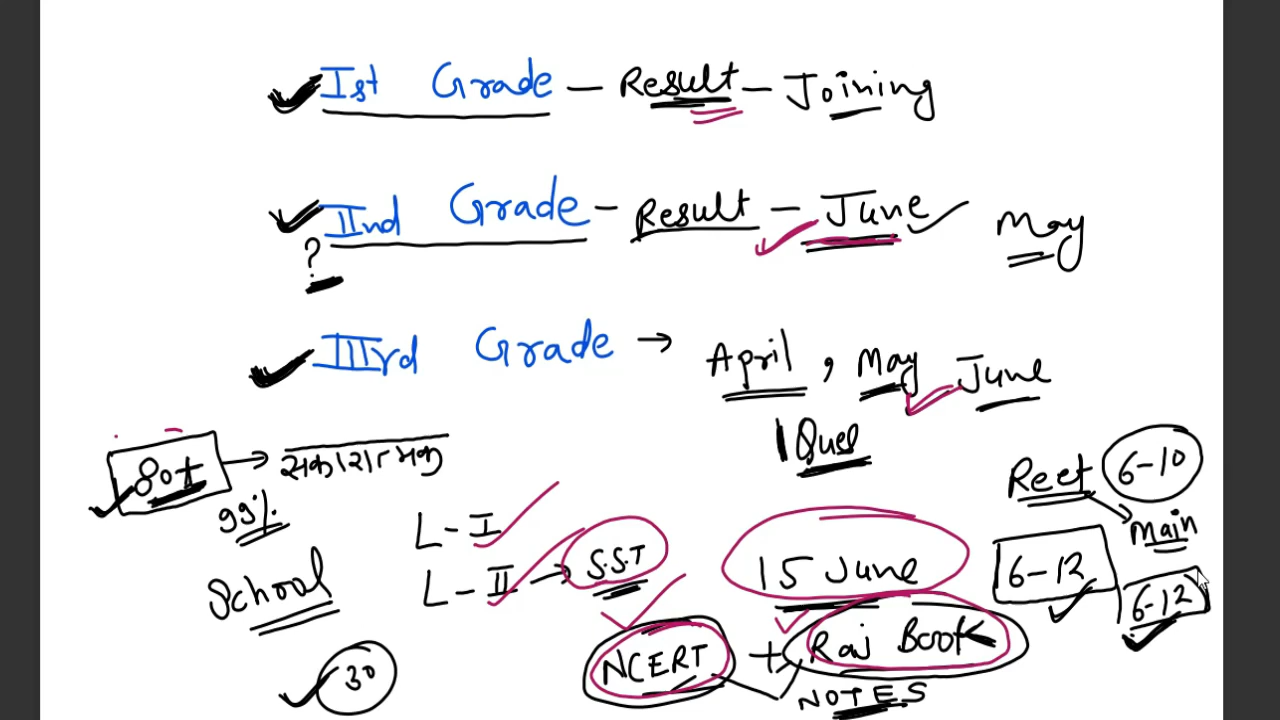 Ist Grade - Result - Joining
IInd Grade - Result - June May
?
IIIrd Grade → April, May June
1 Ques
80+ → सकारात्मक
99%
Reet 6-10
Main
L - I
L - II → S.S.T
15 June
6-12
6-12
School
NCERT + Raj Book
30
NOTES